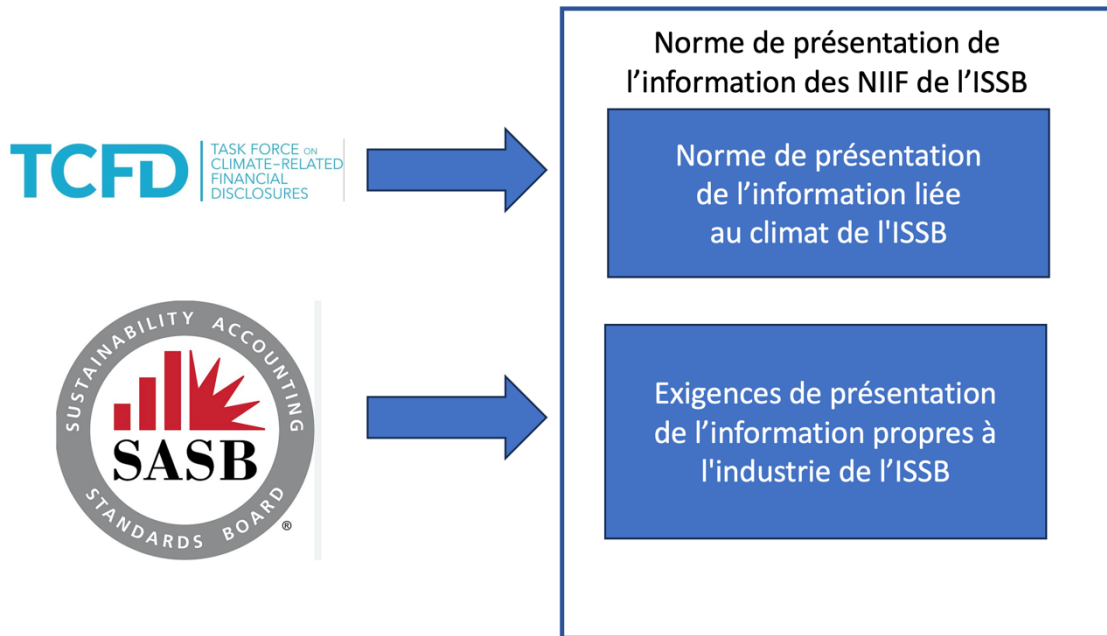 Norme de présentation de
l’information des NIIF de l’ISSB
TCFD
TASK FORCE ON
CLIMATE-RELATED
FINANCIAL
DISCLOSURES
Norme de présentation
de l’information liée
au climat de l'ISSB
SUSTAINABILITY ACCOUNTING
SASB
STANDARDS BOARD
®
Exigences de présentation
de l’information propres à
l'industrie de l’ISSB